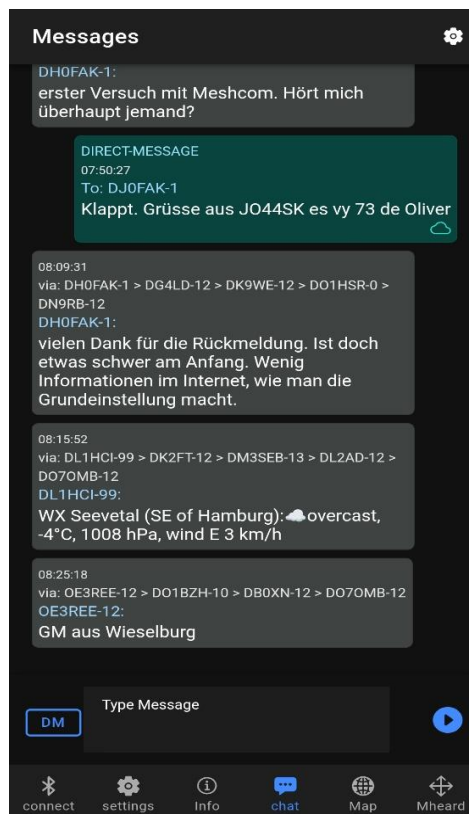 Messages
DH0FAK-1:
erster Versuch mit Meshcom. Hört mich
überhaupt jemand?
DIRECT-MESSAGE
07:50:27
To: DJ0FAK-1
Klappt. Grüsse aus JO44SK es vy 73 de Oliver
08:09:31
via: DH0FAK-1 > DG4LD-12 > DK9WE-12 > DO1HSR-0 >
DN9RB-12
DH0FAK-1:
vielen Dank für die Rückmeldung. Ist doch
etwas schwer am Anfang. Wenig
Informationen im Internet, wie man die
Grundeinstellung macht.
08:15:52
via: DL1HCI-99 > DK2FT-12 > DM3SEB-13 > DL2AD-12 >
DO7OMB-12
DL1HCI-99:
WX Seevetal (SE of Hamburg):☁️overcast,
-4°C, 1008 hPa, wind E 3 km/h
08:25:18
via: OE3REE-12 > DO1BZH-10 > DB0XN-12 > DO7OMB-12
OE3REE-12:
GM aus Wieselburg
DM
Type Message
connect settings Info chat Map Mheard